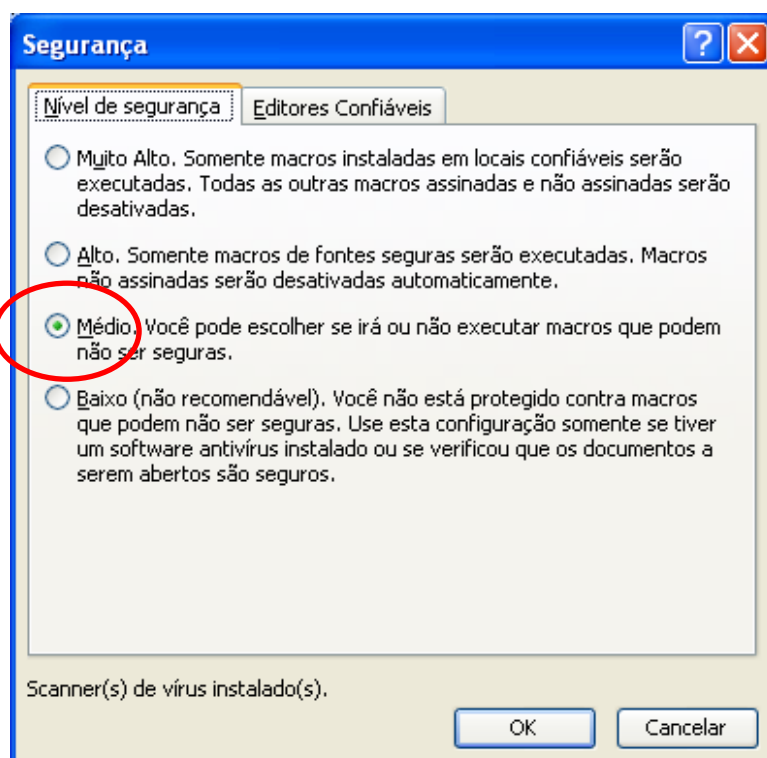 Segurança
Nível de segurança
Editores Confiáveis
Muito Alto. Somente macros instaladas em locais confiáveis serão
executadas. Todas as outras macros assinadas e não assinadas serão
desativadas.
Alto. Somente macros de fontes seguras serão executadas. Macros
não assinadas serão desativadas automaticamente.
Médio. Você pode escolher se irá ou não executar macros que podem
não ser seguras.
Baixo (não recomendável). Você não está protegido contra macros
que podem não ser seguras. Use esta configuração somente se tiver
um software antivírus instalado ou se verificou que os documentos a
serem abertos são seguros.
Scanner(s) de vírus instalado(s).
OK
Cancelar